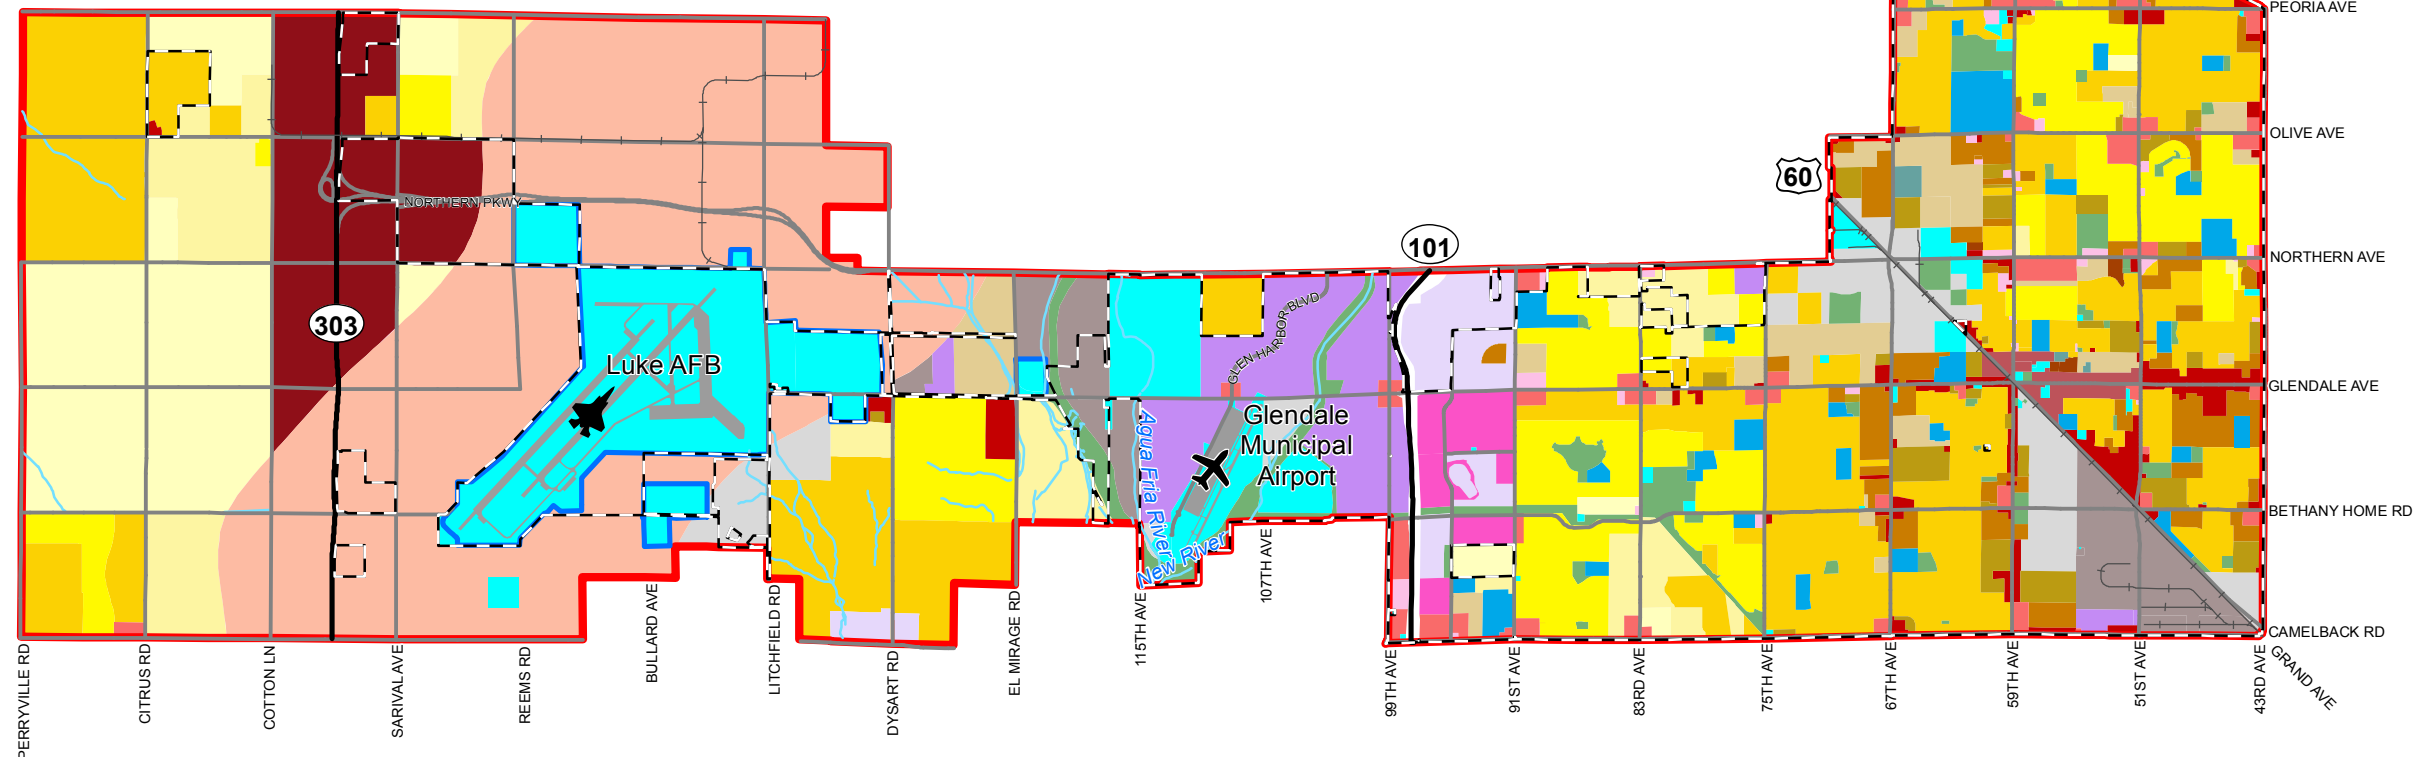 PEORIA AVE
OLIVE AVE
60
NORTHERN PKWY
101
NORTHERN AVE
303
GLEN HARBOR BLVD
Luke AFB
GLENDALE AVE
Glendale
Municipal
Airport
Agua Fria River
New River
BETHANY HOME RD
CAMELBACK RD
PERRYVILLE RD
CITRUS RD
COTTON LN
SARIVAL AVE
REEMS RD
BULLARD AVE
LITCHFIELD RD
DYSART RD
EL MIRAGE RD
115TH AVE
107TH AVE
99TH AVE
91ST AVE
83RD AVE
75TH AVE
67TH AVE
59TH AVE
51ST AVE
43RD AVE
GRAND AVE